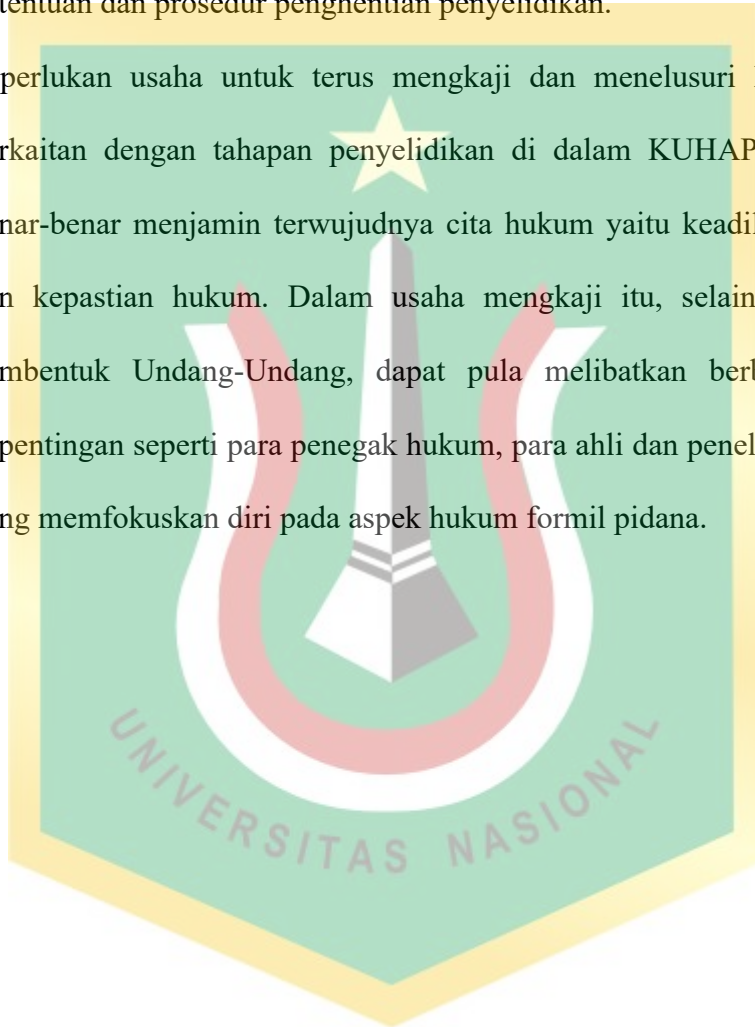 tentuan dan prosedur penghentian penyelidikan.
perlukan usaha untuk terus mengkaji dan menelusuri
rkaitan dengan tahapan penyelidikan di dalam KUHAP
nar-benar menjamin terwujudnya cita hukum yaitu keadil
n kepastian hukum. Dalam usaha mengkaji itu, selain
mbentuk Undang-Undang, dapat pula melibatkan berb
pentingan seperti para penegak hukum, para ahli dan penel
ng memfokuskan diri pada aspek hukum formil pidana.
UNIVERSITAS NASIONAL